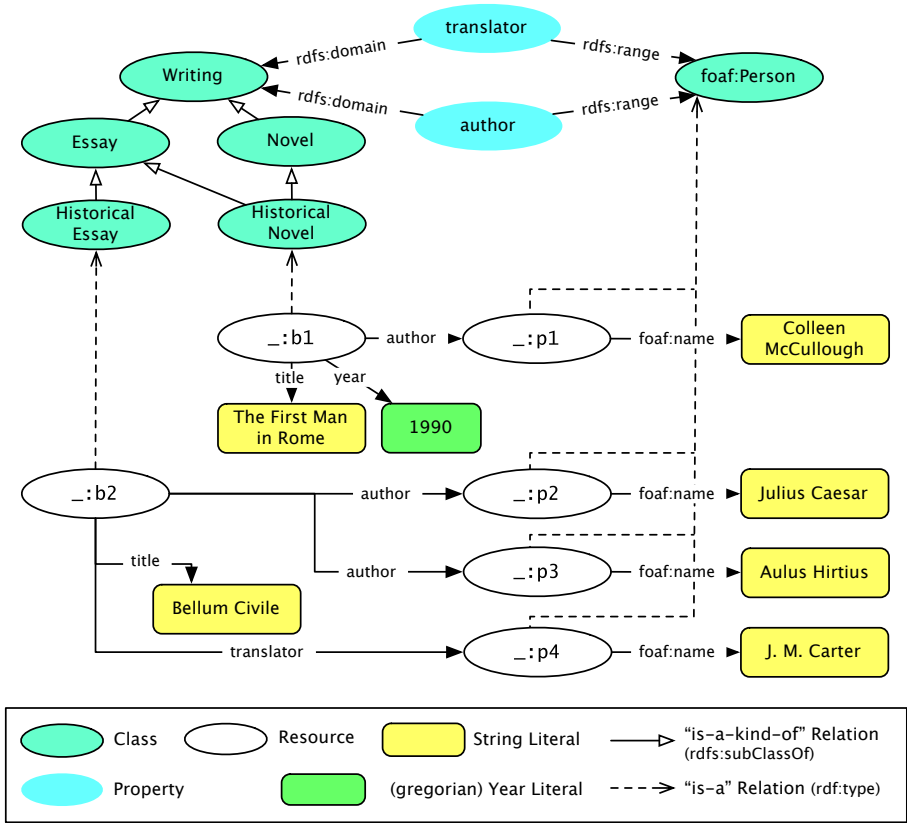 translator
rdfs:domain
rdfs:range
Writing
foaf:Person
rdfs:domain
rdfs:range
author
Essay
Novel
Historical
Essay
Historical
Novel
_:b1
author
_:p1
foaf:name
Colleen
McCullough
title
year
The First Man
in Rome
1990
_:b2
author
_:p2
foaf:name
Julius Caesar
title
author
_:p3
foaf:name
Aulus Hirtius
Bellum Civile
translator
_:p4
foaf:name
J. M. Carter
Class
Resource
String Literal
“is-a-kind-of” Relation
(rdfs:subClassOf)
Property
(gregorian) Year Literal
“is-a” Relation (rdf:type)